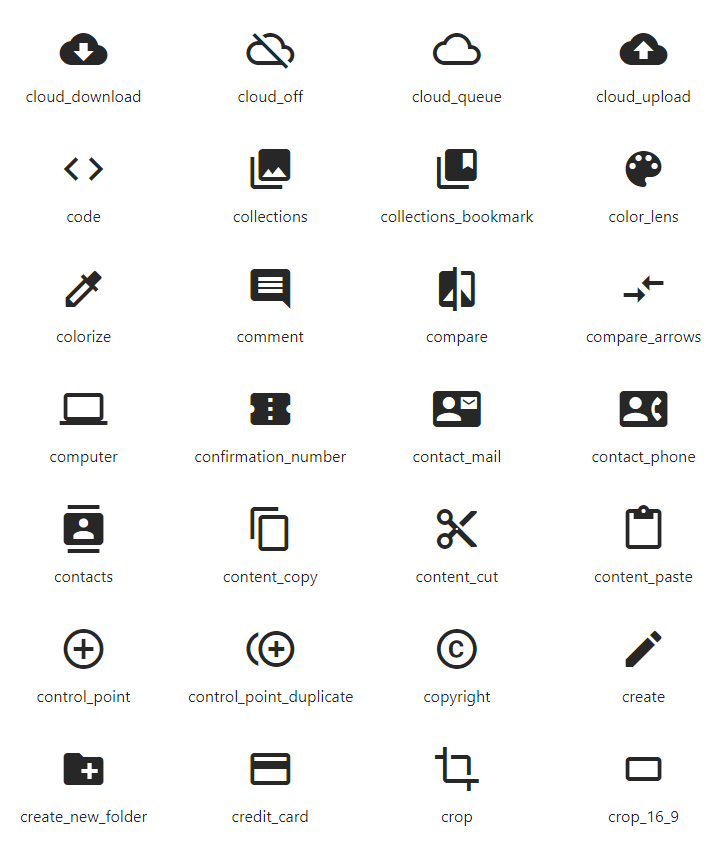 cloud_download cloud_off cloud_queue cloud_upload
code collections collections_bookmark color_lens
colorize comment compare compare_arrows
computer confirmation_number contact_mail contact_phone
contacts content_copy content_cut content_paste
C
control_point control_point_duplicate copyright create
create_new_folder credit_card crop crop_16_9